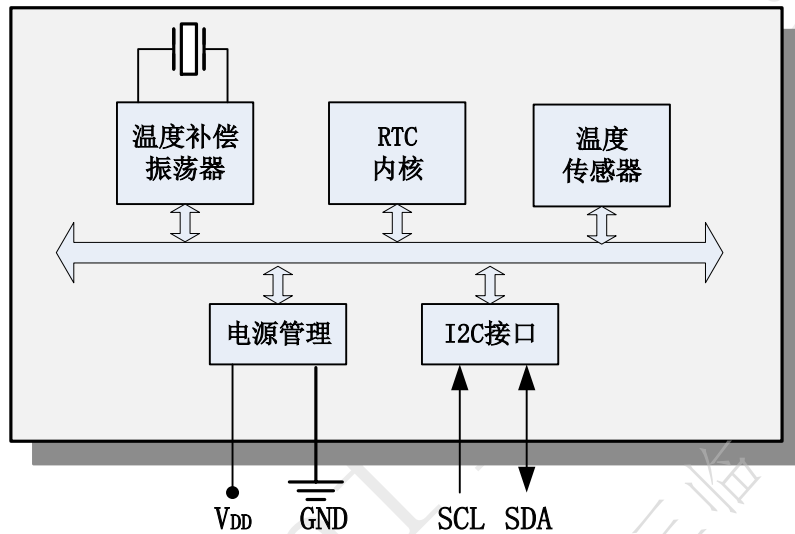 温度补偿
振荡器
RTC
内核
温度
传感器
电源管理
I2C接口
VDD
GND
SCL
SDA